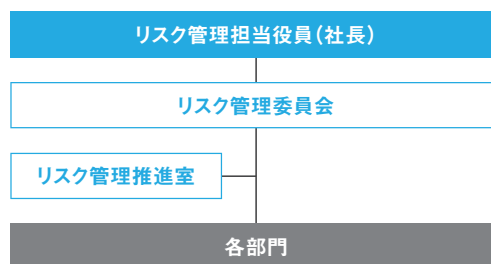 リスク管理担当役員（社長）
リスク管理委員会
リスク管理推進室
各部門